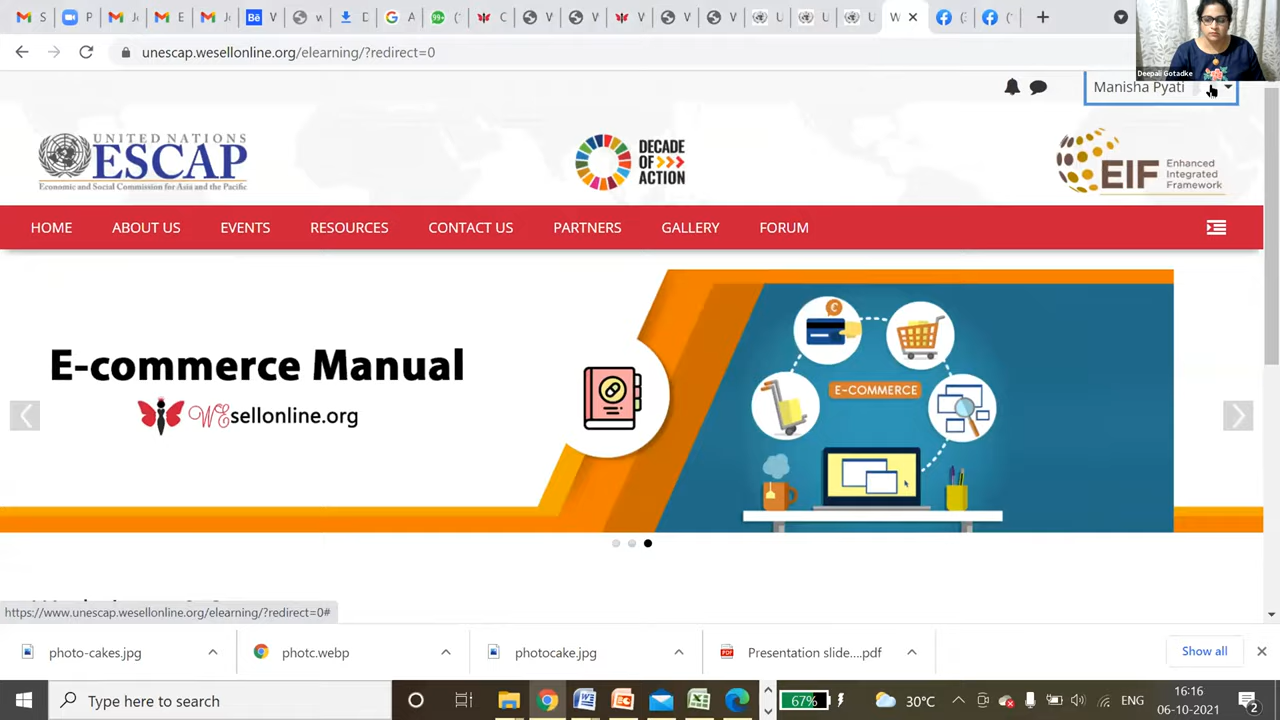 S
P
M
J
M
E
M
J
Bē
V
w
D
G
A
99+
(
C
W
W
W
W
W
U
U
U
W
(
(
unescap.wesellonline.org/elearning/?redirect=0
Deepali Gotadke
Manisha Pyati
UNITED NATIONS
ESCAP
Economic and Social Commission for Asia and the Pacific
DECADE
OF >>>
ACTION
EIF
Enhanced
Integrated
Framework
HOME
ABOUT US
EVENTS
RESOURCES
CONTACT US
PARTNERS
GALLERY
FORUM
E-commerce Manual
WEsellonline.org
€
E-COMMERCE
https://www.unescap.wesellonline.org/elearning/?redirect=0#
photo-cakes.jpg
photc.webp
photocake.jpg
PDF
Presentation slide....pdf
Show all
Type here to search
67%
30°C
ENG
16:16
06-10-2021
2